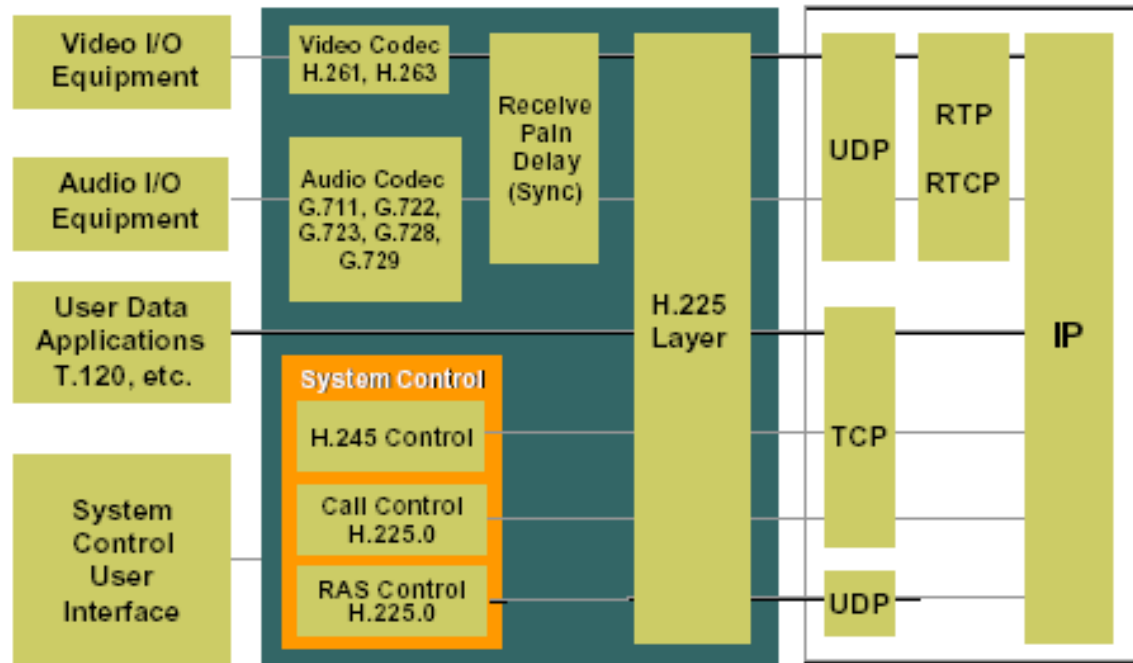 Video I/O
Equipment
Audio I/O
Equipment
User Data
Applications
T.120, etc.
System
Control
User
Interface
Video Codec
H.261, H.263
Audio Codec
G.711, G.722,
G.723, G.728,
G.729
Receive
Paln
Delay
(Sync)
System Control
H.245 Control
Call Control
H.225.0
RAS Control
H.225.0
H.225
Layer
UDP
RTP
RTCP
TCP
UDP
IP